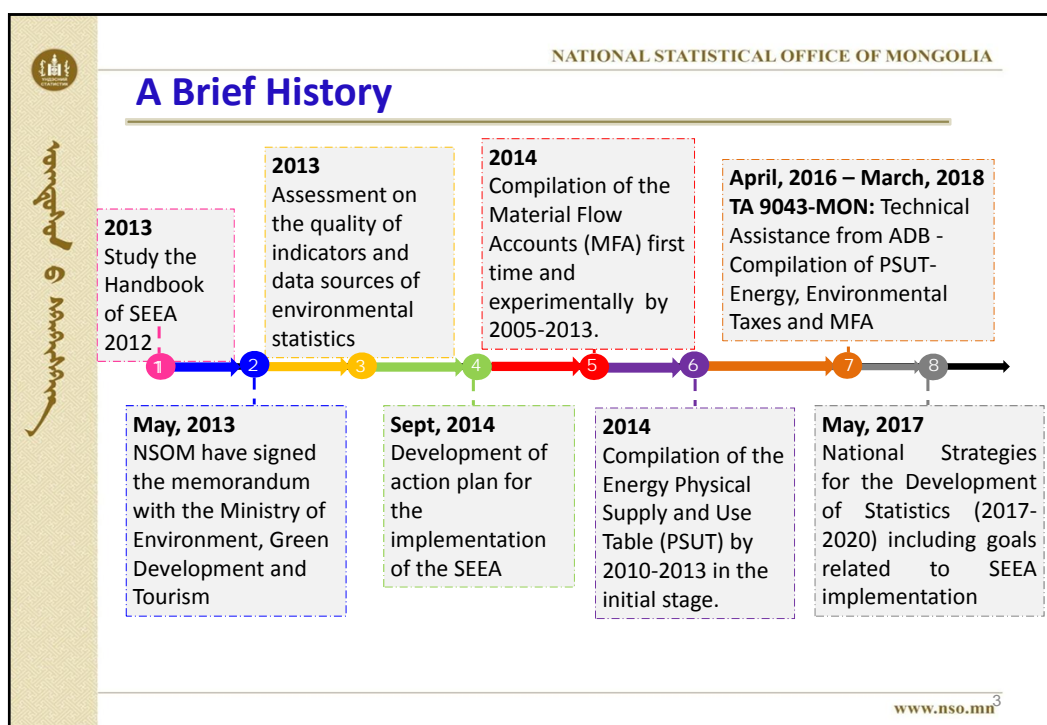 NATIONAL STATISTICAL OFFICE OF MONGOLIA
ҮНДЭСНИЙ
СТАТИСТИК
A Brief History
2013
Study the
Handbook
of SEEA
2012
2013
Assessment on
the quality of
indicators and
data sources of
environmental
statistics
2014
Compilation of the
Material Flow
Accounts (MFA) first
time and
experimentally by
2005-2013.
April, 2016 – March, 2018
TA 9043-MON: Technical
Assistance from ADB -
Compilation of PSUT-
Energy, Environmental
Taxes and MFA
1 2 3 4 5 6 7 8
May, 2013
NSOM have signed
the memorandum
with the Ministry of
Environment, Green
Development and
Tourism
Sept, 2014
Development of
action plan for
the
implementation
of the SEEA
2014
Compilation of the
Energy Physical
Supply and Use
Table (PSUT) by
2010-2013 in the
initial stage.
May, 2017
National Strategies
for the Development
of Statistics (2017-
2020) including goals
related to SEEA
implementation
www.nso.mn
3